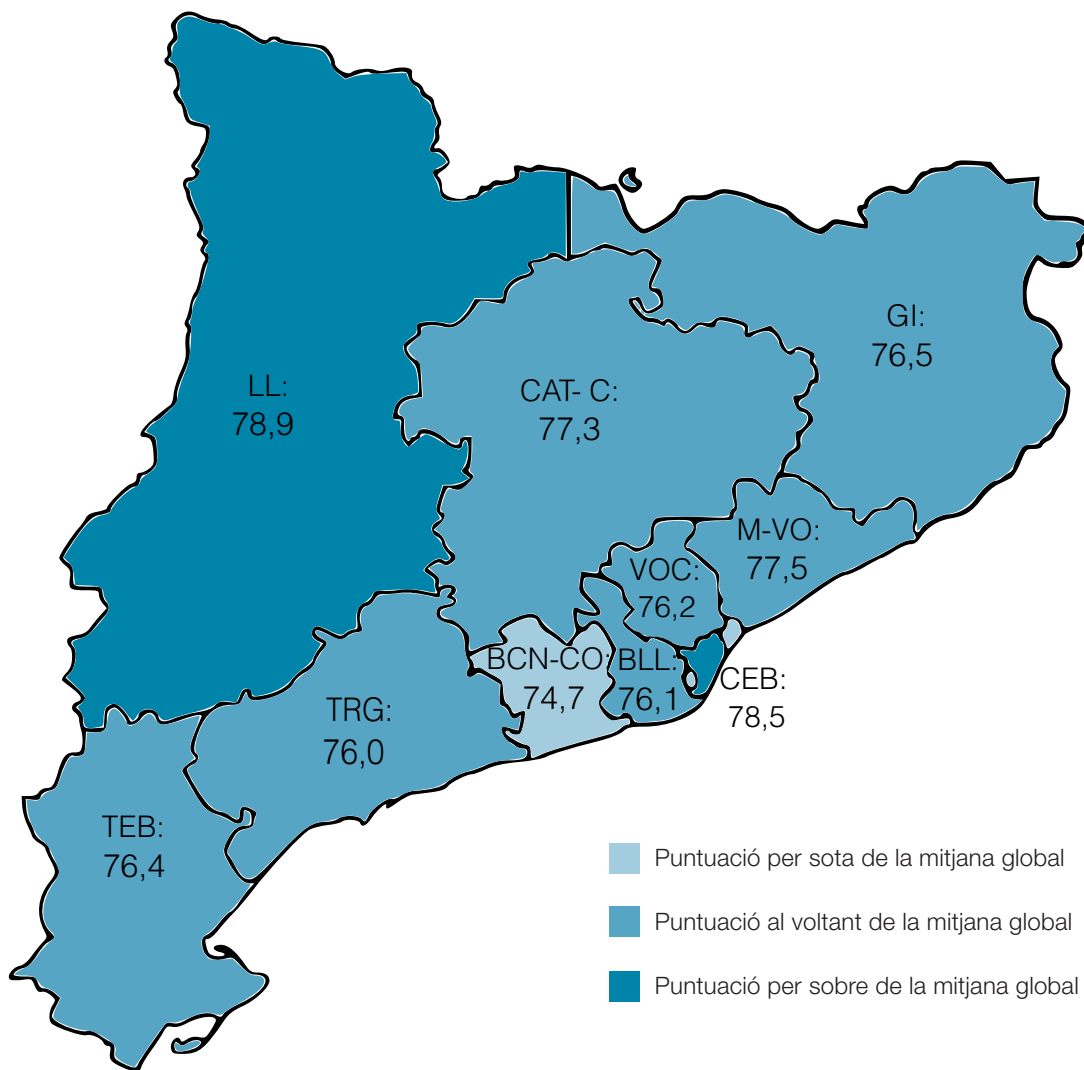 GI:
76,5
LL:
78,9
CAT- C:
77,3
M-VO:
77,5
VOC:
76,2
BCN-CO:
74,7
BLL:
76,1
CEB:
78,5
TRG:
76,0
TEB:
76,4
Puntuació per sota de la mitjana global
Puntuació al voltant de la mitjana global
Puntuació per sobre de la mitjana global